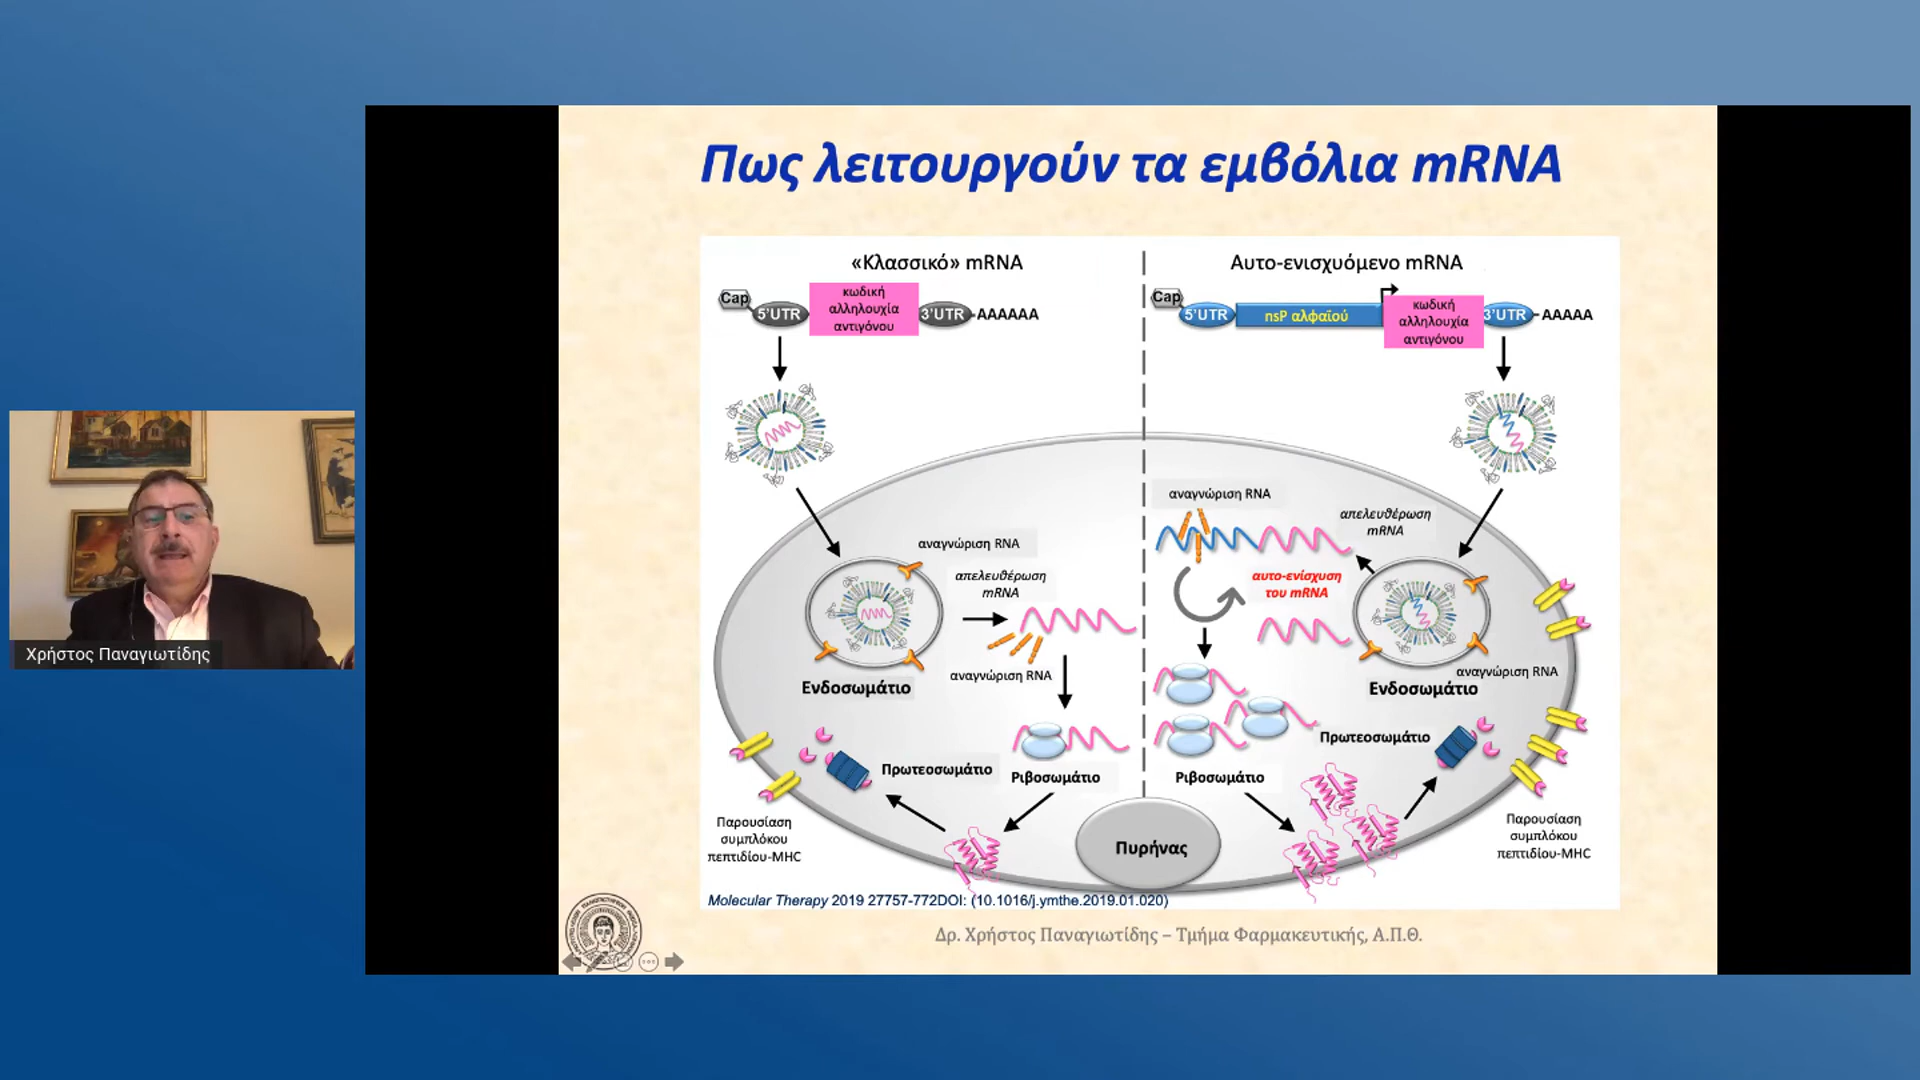 Πως λειτουργούν τα εμβόλια mRNA
«Κλασσικό» mRNA
Cap
5'UTR
κωδική
αλληλουχία
αντιγόνου
3'UTR
AAAAAA
Αυτο-ενισχυόμενο mRNA
Cap
5'UTR
nsP αλφαϊού
κωδική
αλληλουχία
αντιγόνου
3'UTR
AAAAA
αναγνώριση RNA
απελευθέρωση
mRNA
αναγνώριση RNA
Ενδοσωμάτιο
Πρωτεοσωμάτιο
Ριβοσωμάτιο
Παρουσίαση
συμπλόκου
πεπτιδίου-MHC
αναγνώριση RNA
απελευθέρωση
mRNA
αυτο-ενίσχυση
του mRNA
αναγνώριση RNA
Ενδοσωμάτιο
Πρωτεοσωμάτιο
Ριβοσωμάτιο
Παρουσίαση
συμπλόκου
πεπτιδίου-MHC
Πυρήνας
Molecular Therapy 2019 27757-772DOI: (10.1016/j.ymthe.2019.01.020)
Δρ. Χρήστος Παναγιωτίδης – Τμήμα Φαρμακευτικής, Α.Π.Θ.
Χρήστος Παναγιωτίδης